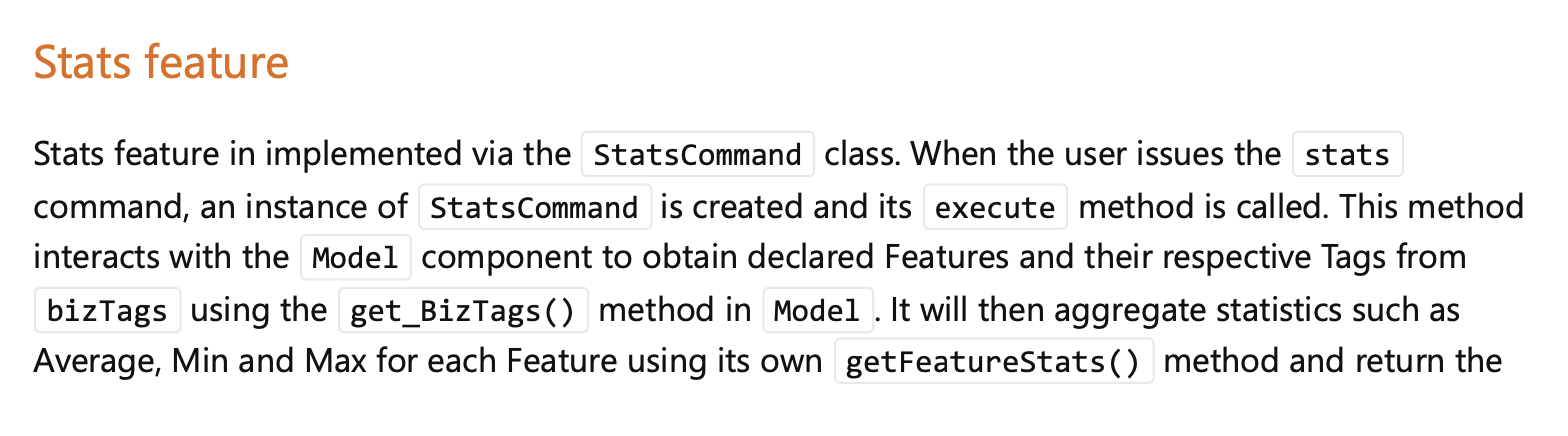 Stats feature
Stats feature in implemented via the StatsCommand class. When the user issues the stats
command, an instance of StatsCommand is created and its execute method is called. This method
interacts with the Model component to obtain declared Features and their respective Tags from
bizTags using the get_BizTags() method in Model. It will then aggregate statistics such as
Average, Min and Max for each Feature using its own getFeatureStats() method and return the